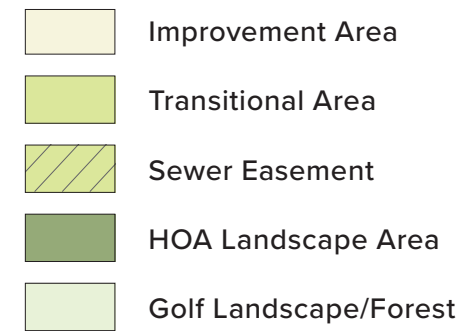 Improvement Area
Transitional Area
Sewer Easement
HOA Landscape Area
Golf Landscape/Forest